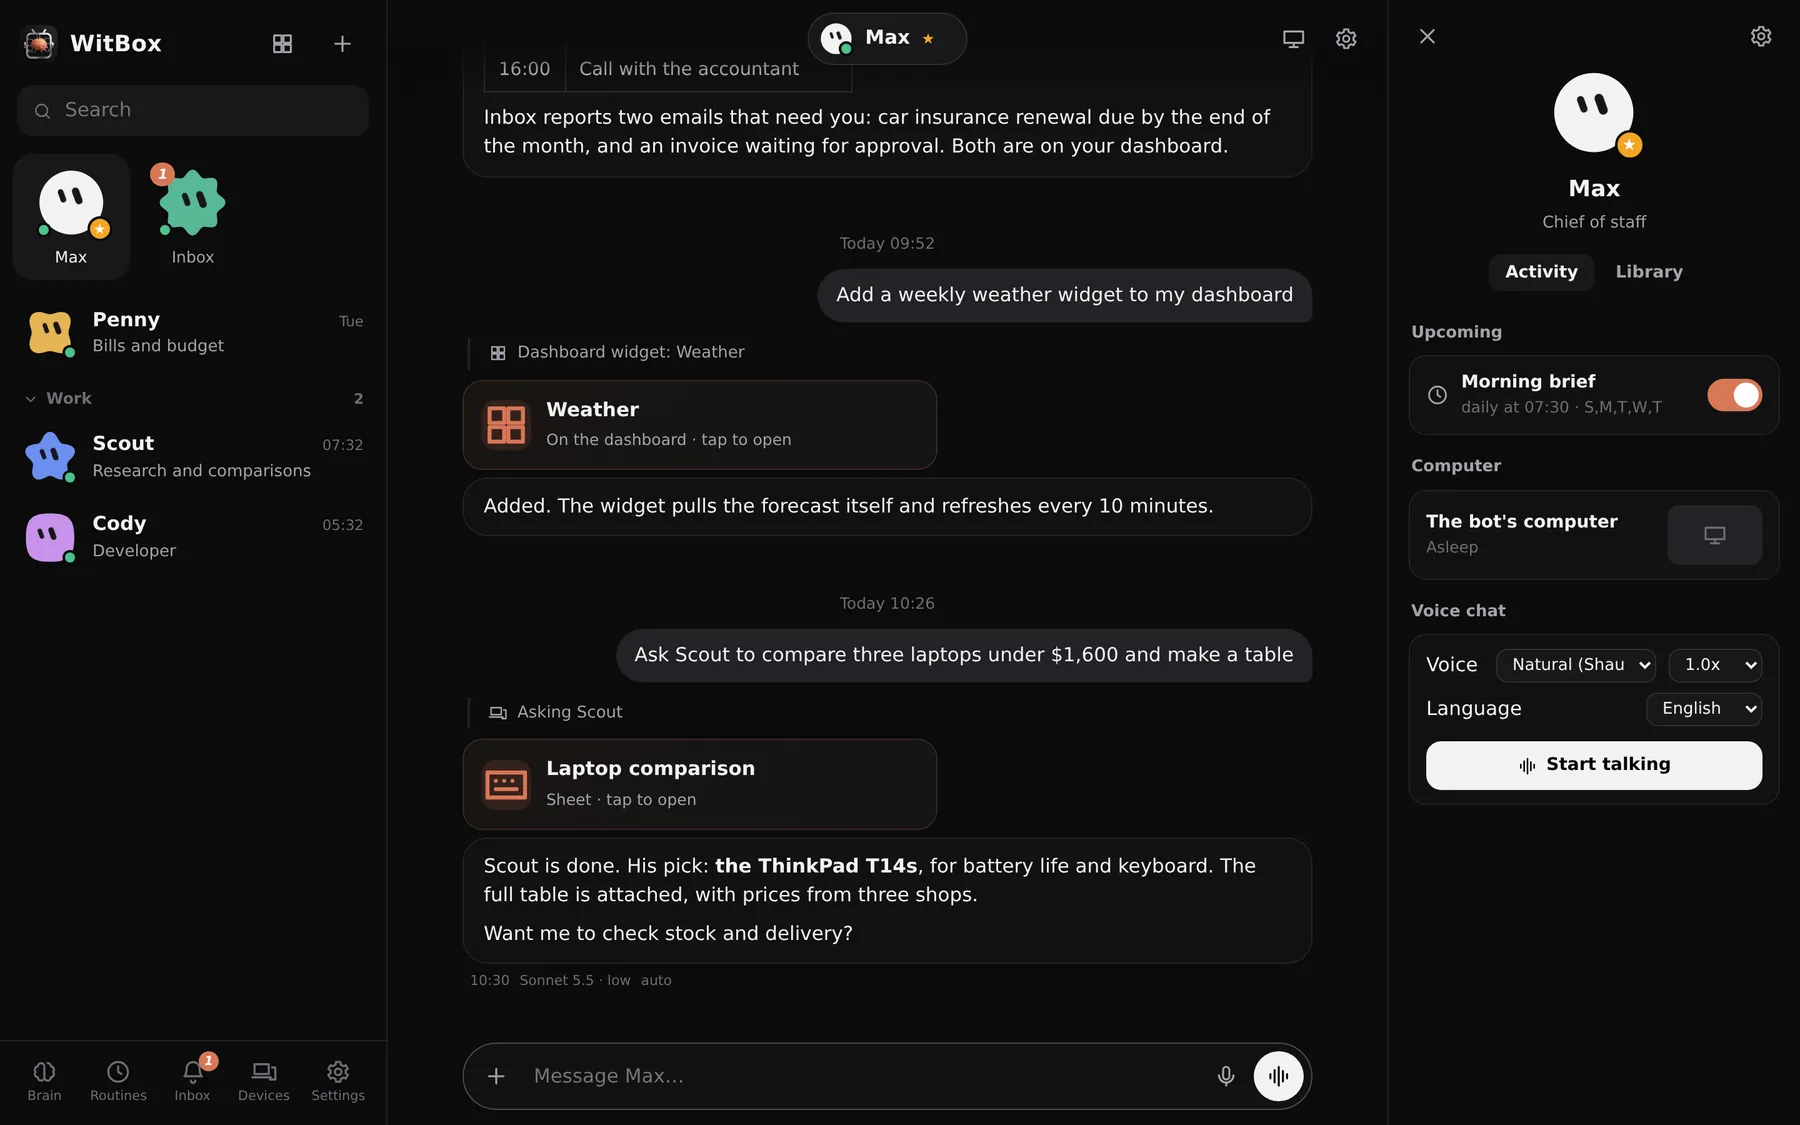 WitBox
Search
1
Max
Inbox
Penny
Tue
Bills and budget
Work
2
Scout
07:32
Research and comparisons
Cody
05:32
Developer
1
Brain
Routines
Inbox
Devices
Settings
Max
16:00 Call with the accountant
Inbox reports two emails that need you: car insurance renewal due by the end of
the month, and an invoice waiting for approval. Both are on your dashboard.
Today 09:52
Add a weekly weather widget to my dashboard
Dashboard widget: Weather
Weather
On the dashboard · tap to open
Added. The widget pulls the forecast itself and refreshes every 10 minutes.
Today 10:26
Ask Scout to compare three laptops under $1,600 and make a table
Asking Scout
Laptop comparison
Sheet · tap to open
Scout is done. His pick: the ThinkPad T14s, for battery life and keyboard. The
full table is attached, with prices from three shops.
Want me to check stock and delivery?
10:30 Sonnet 5.5 · low auto
Message Max...
Max
Chief of staff
Activity
Library
Upcoming
Morning brief
daily at 07:30 · S,M,T,W,T
Computer
The bot's computer
Asleep
Voice chat
Voice
Natural (Shau
1.0x
Language
English
Start talking